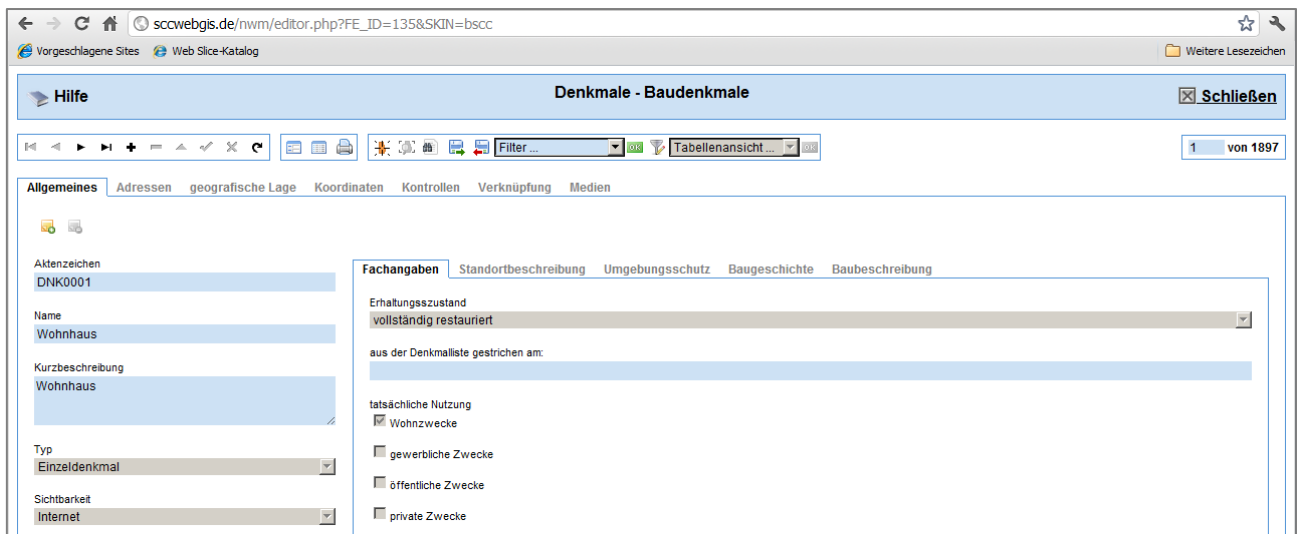 sccwebgis.de/nwm/editor.php?FE_ID=135&SKIN=bscc
Vorgeschlagene Sites Web Slice-Katalog Weitere Lesezeichen
Hilfe Denkmale - Baudenkmale Schließen
Filter ... OK Tabellenansicht ... OK 1 von 1897
Allgemeines Adressen geografische Lage Koordinaten Kontrollen Verknüpfung Medien
Aktenzeichen
DNK0001
Name
Wohnhaus
Kurzbeschreibung
Wohnhaus
Typ
Einzeldenkmal
Sichtbarkeit
Internet
Fachangaben Standortbeschreibung Umgebungsschutz Baugeschichte Baubeschreibung
Erhaltungszustand
vollständig restauriert
aus der Denkmalliste gestrichen am:
tatsächliche Nutzung
Wohnzwecke
gewerbliche Zwecke
öffentliche Zwecke
private Zwecke